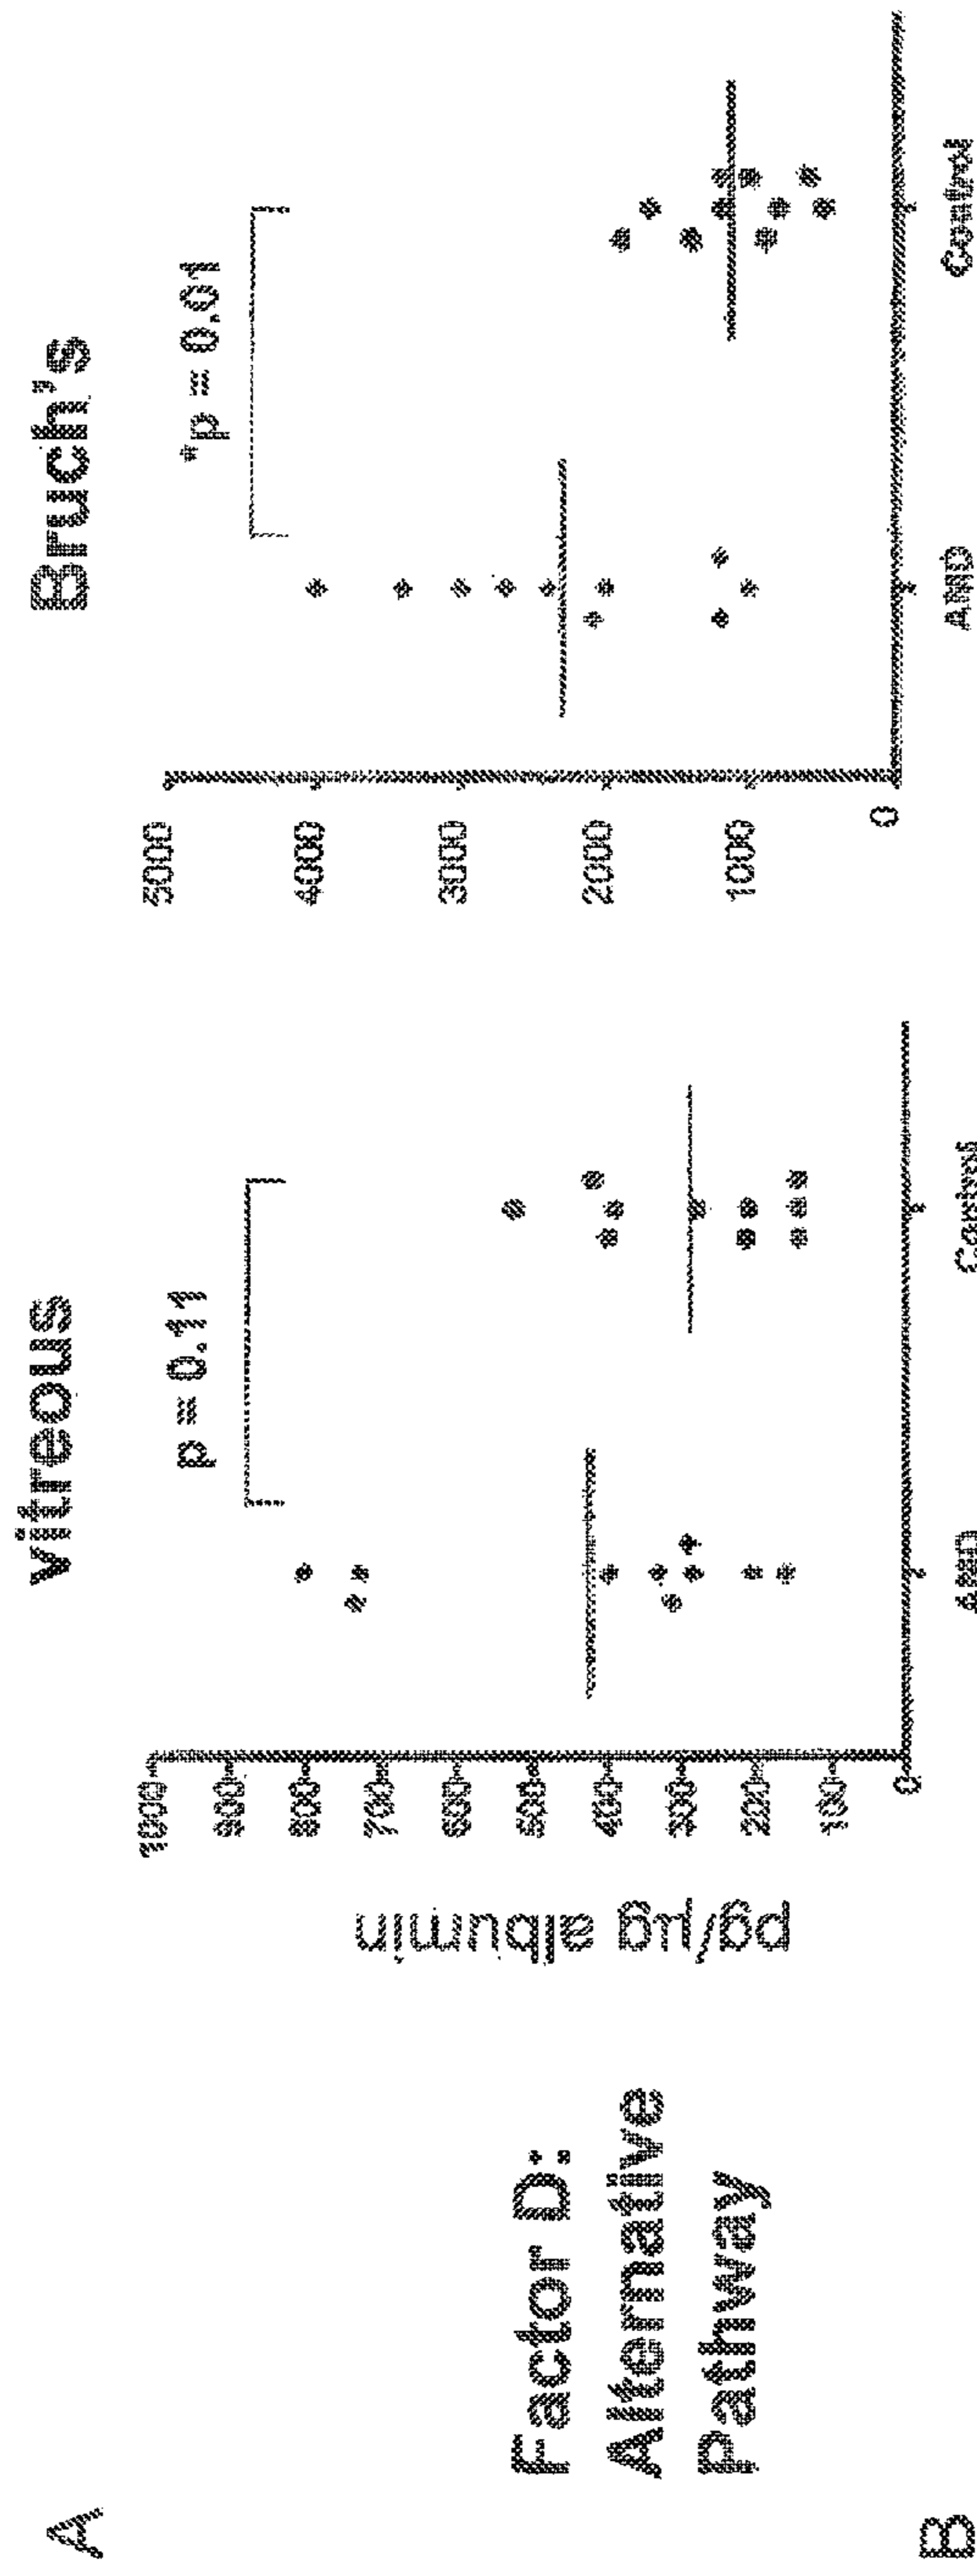 A
Factor D:
Alternative
Pathway
vitreous
p = 0.11
pg/µg albumin
1000
900
800
700
600
500
400
300
200
100
0
AMD
Control
Bruch's
*p = 0.01
5000
4000
3000
2000
1000
0
AMD
Control
B